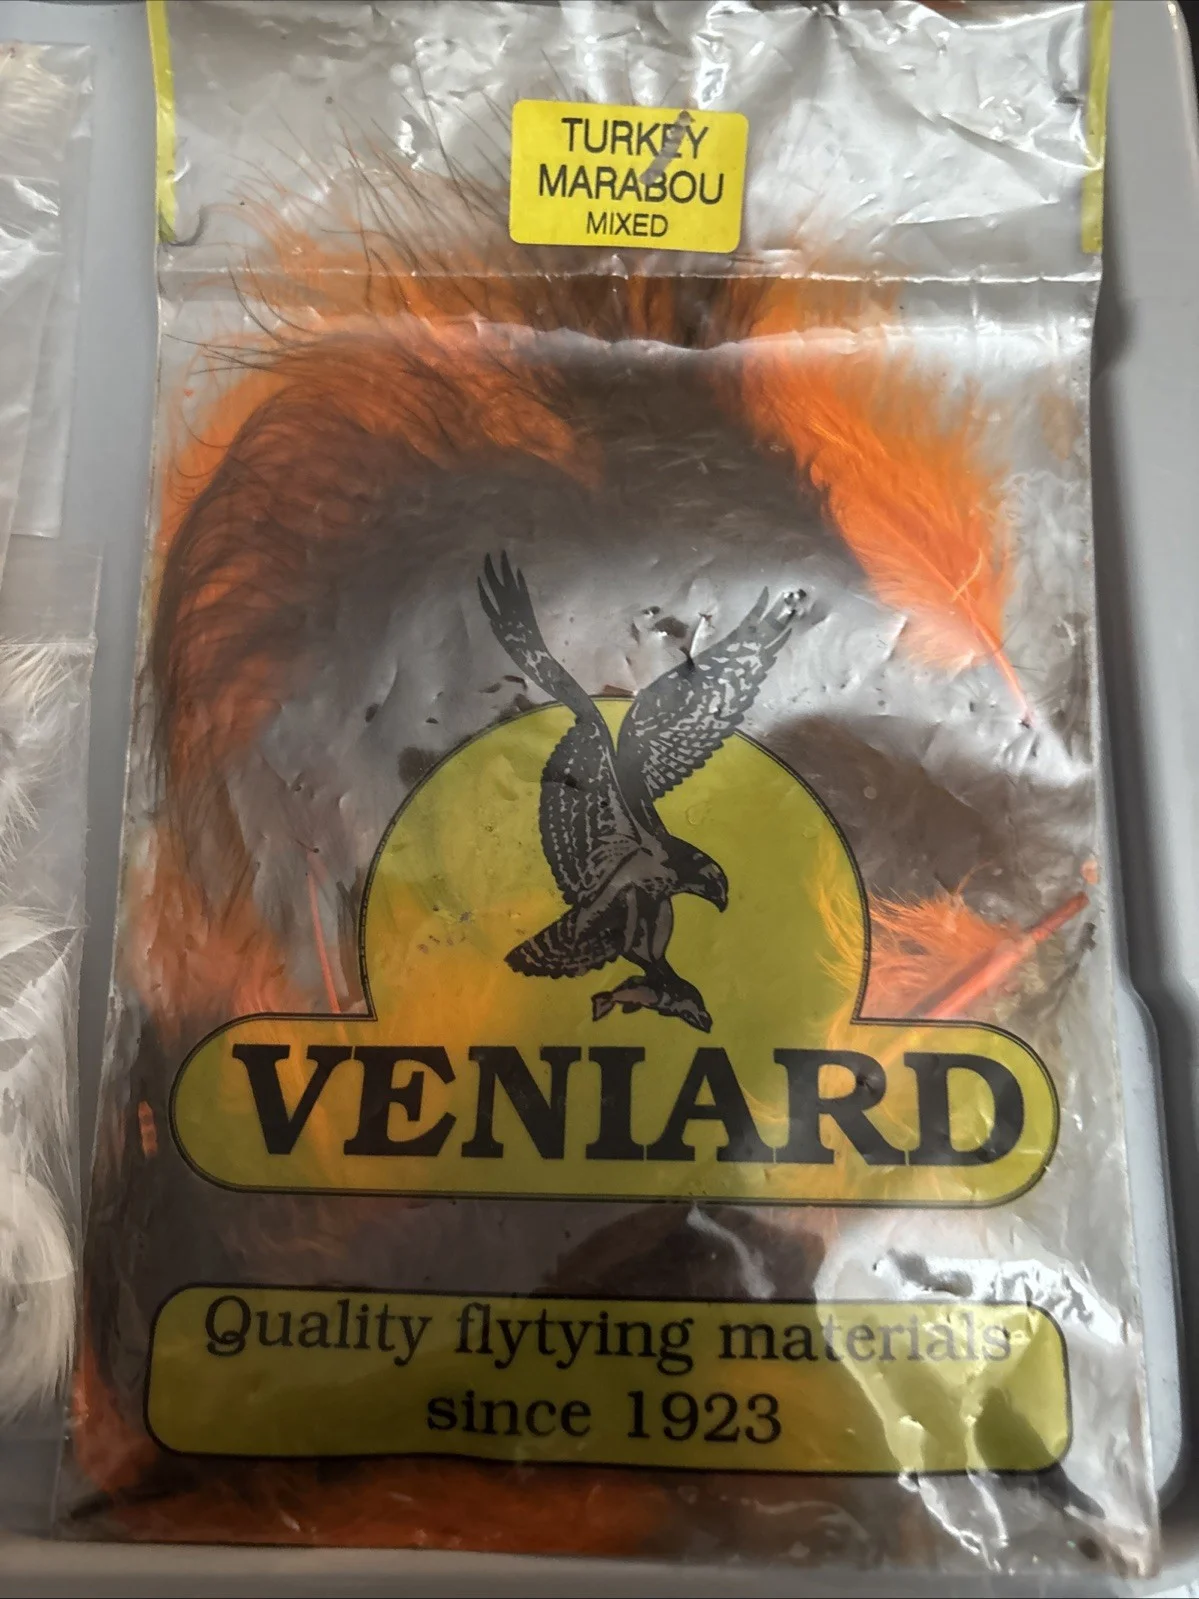 TURKEY
MARABOU
MIXED
VENIARD
Quality flytying materials
since 1923